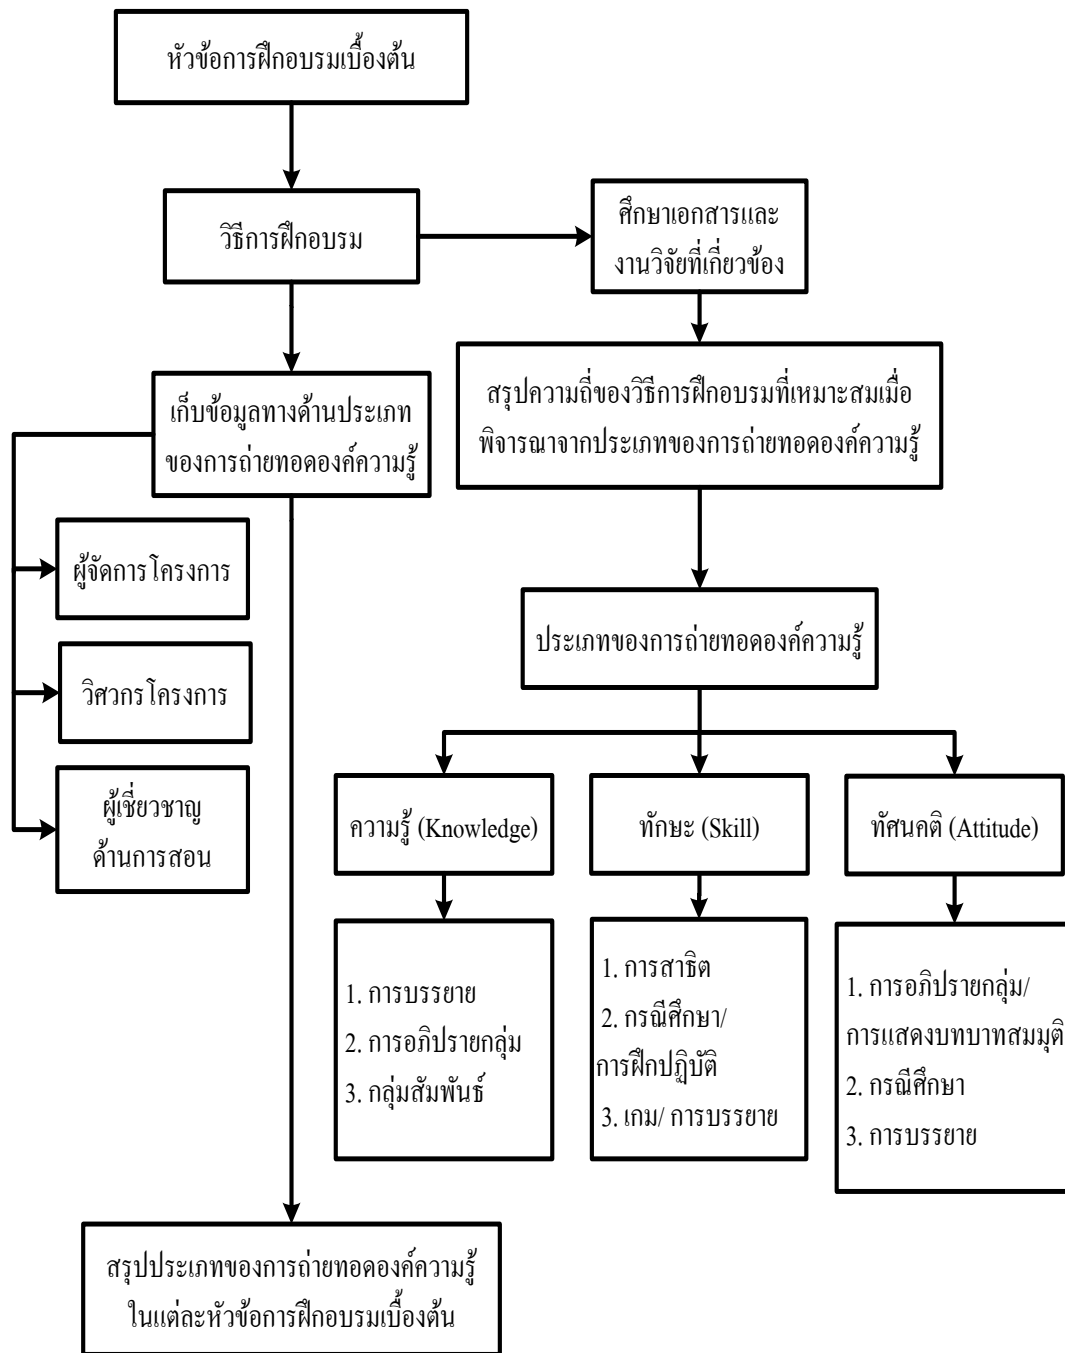 หัวข้อการฝึกอบรมเบื้องต้น
วิธีการฝึกอบรม
ศึกษาเอกสารและ
งานวิจัยที่เกี่ยวข้อง
เก็บข้อมูลทางด้านประเภท
ของการถ่ายทอดองค์ความรู้
สรุปความถี่ของวิธีการฝึกอบรมที่เหมาะสมเมื่อ
พิจารณาจากประเภทของการถ่ายทอดองค์ความรู้
ผู้จัดการโครงการ
วิศวกรโครงการ
ผู้เชี่ยวชาญ
ด้านการสอน
ประเภทของการถ่ายทอดองค์ความรู้
ความรู้ (Knowledge)
ทักษะ (Skill)
ทัศนคติ (Attitude)
1. การบรรยาย
2. การอภิปรายกลุ่ม
3. กลุ่มสัมพันธ์
1. การสาธิต
2. กรณีศึกษา/
การฝึกปฏิบัติ
3. เกม/ การบรรยาย
1. การอภิปรายกลุ่ม/
การแสดงบทบาทสมมุติ
2. กรณีศึกษา
3. การบรรยาย
สรุปประเภทของการถ่ายทอดองค์ความรู้
ในแต่ละหัวข้อการฝึกอบรมเบื้องต้น